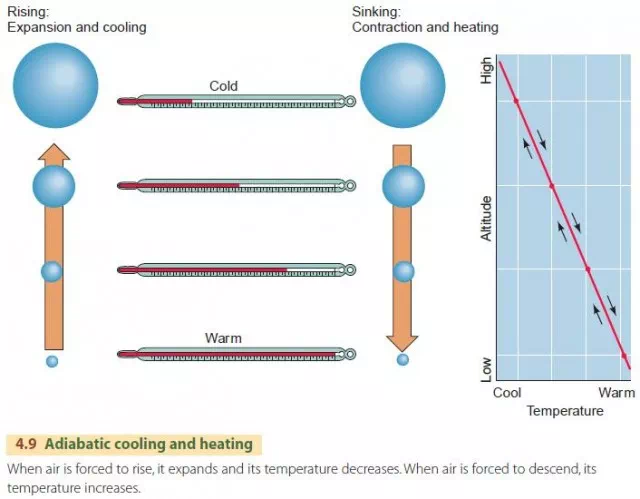 Rising:
Expansion and cooling
Sinking:
Contraction and heating
Cold
Warm
High
Altitude
Low
Cool Warm
Temperature
4.9 Adiabatic cooling and heating
When air is forced to rise, it expands and its temperature decreases. When air is forced to descend, its
temperature increases.